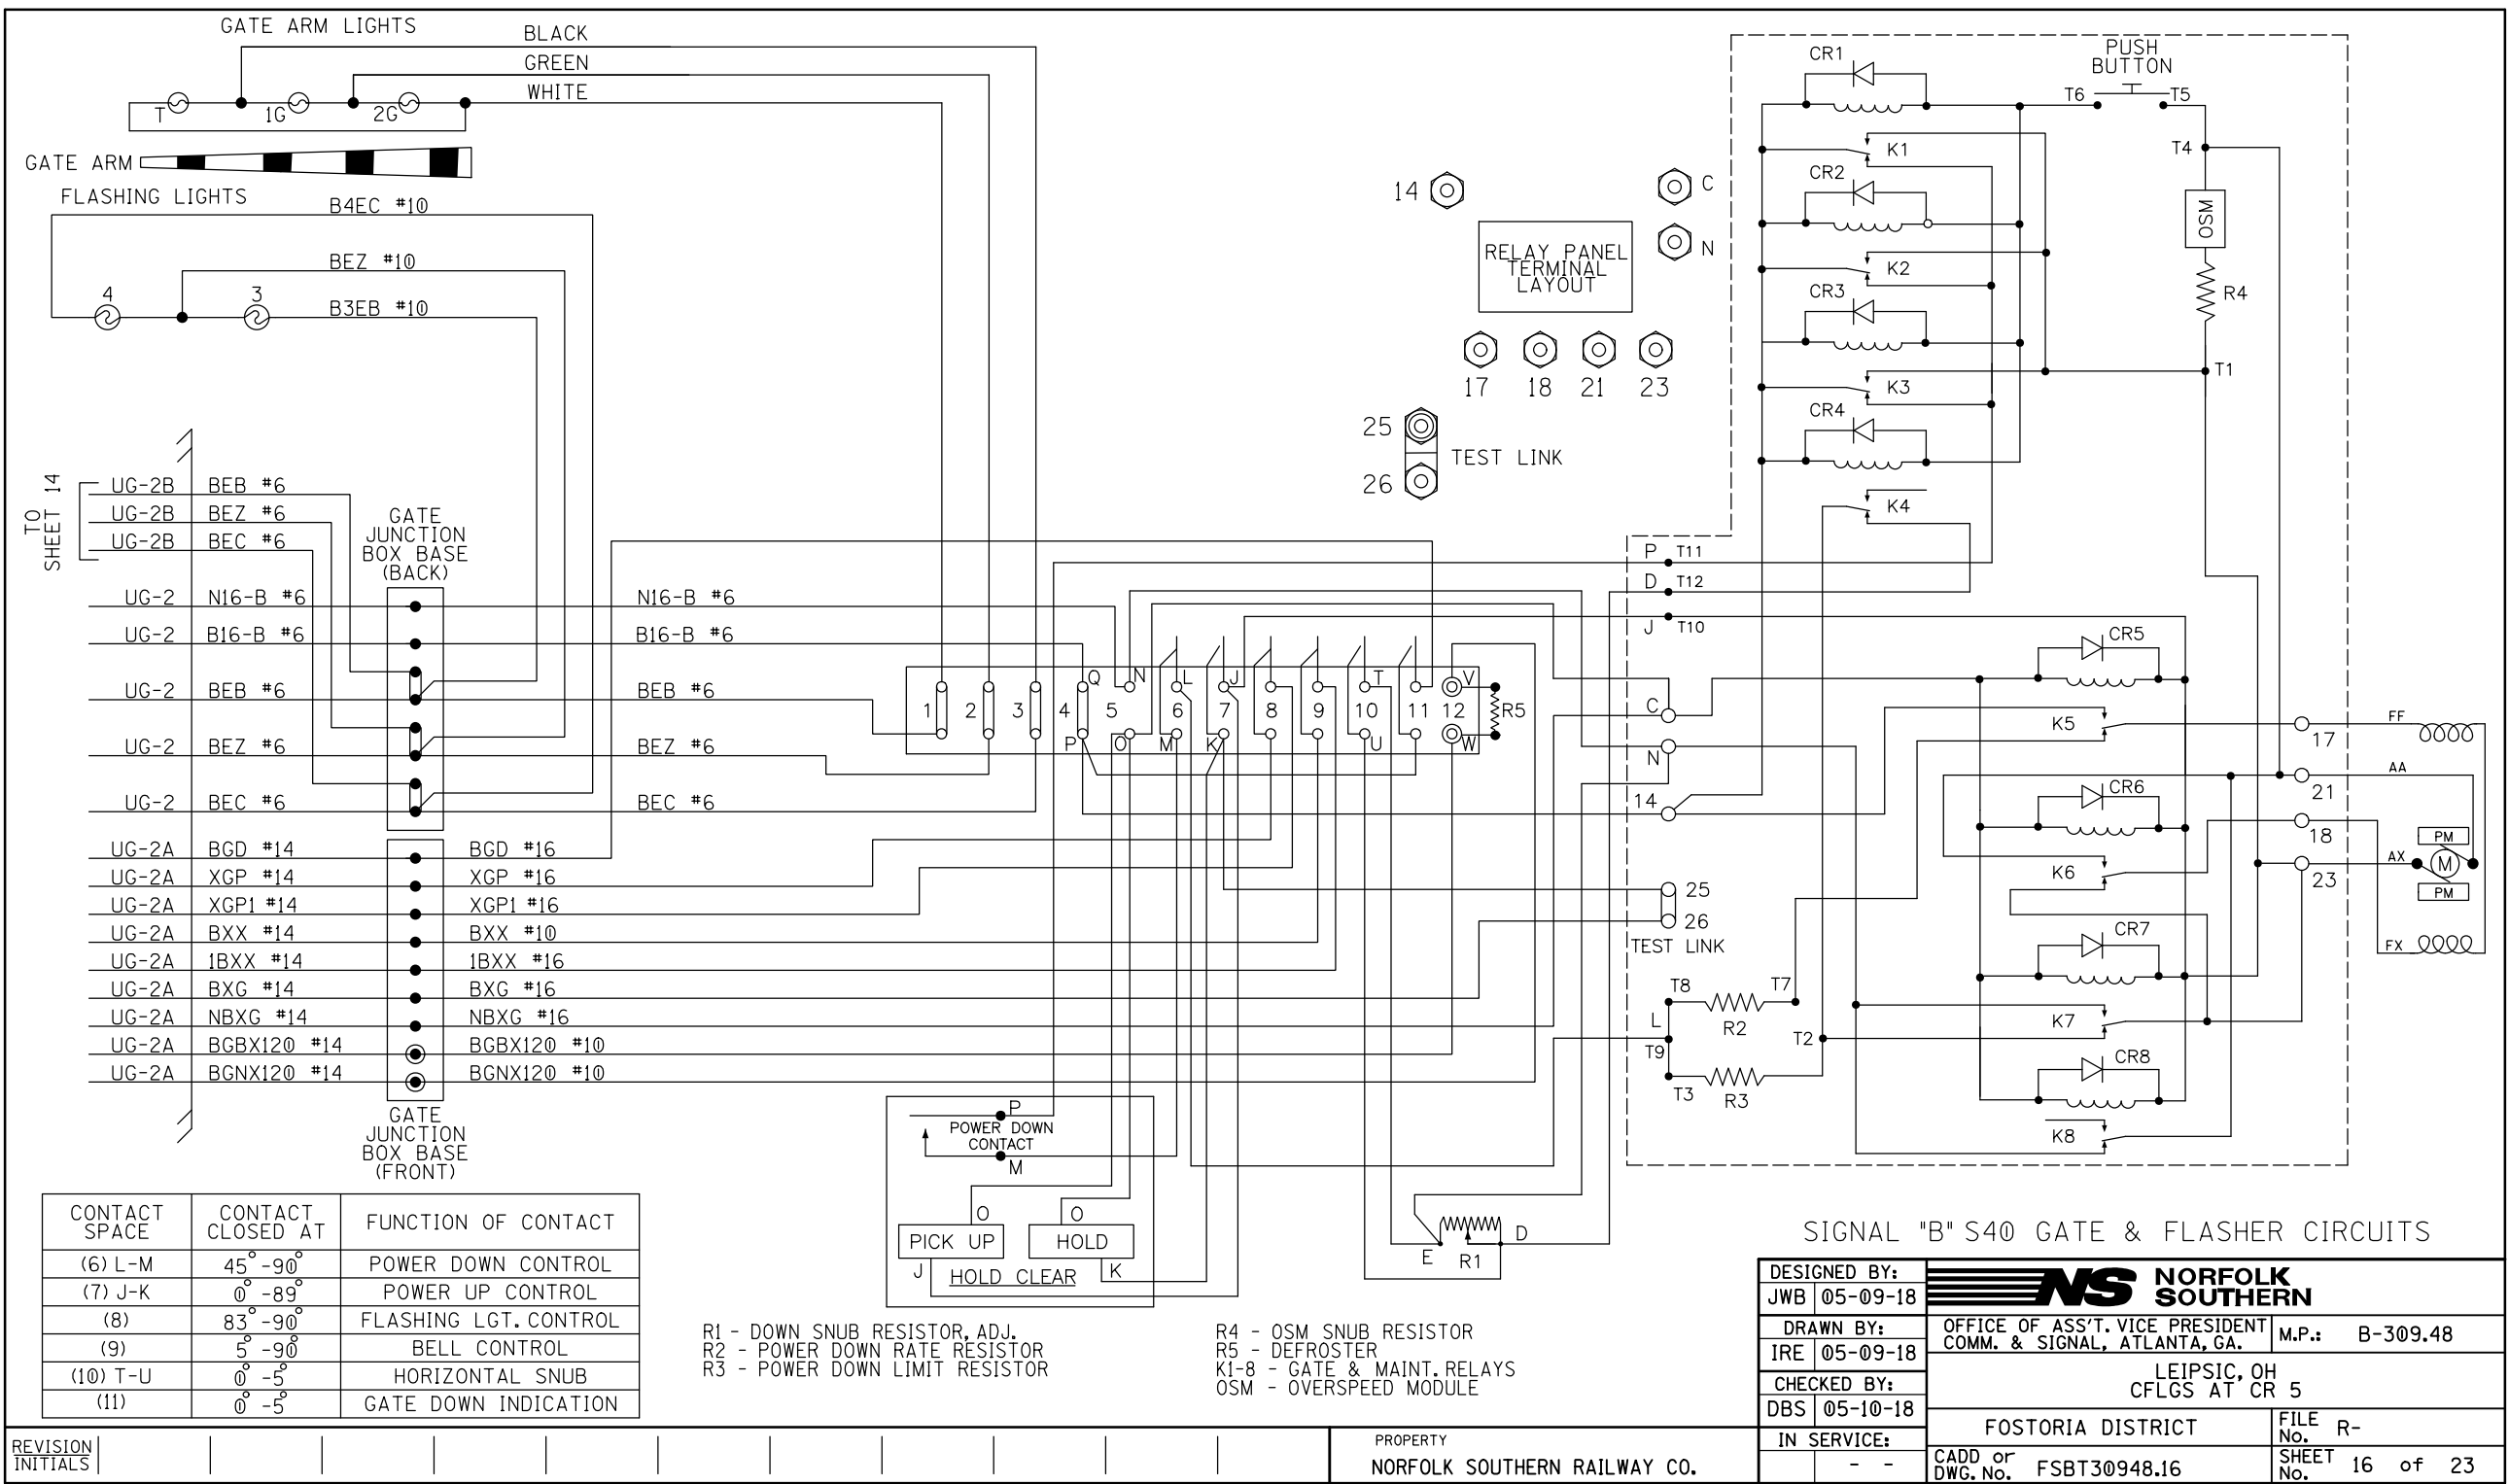 GATE ARM LIGHTS
BLACK
GREEN
WHITE
T
1G
2G
GATE ARM
FLASHING LIGHTS
B4EC #10
BEZ #10
B3EB #10
4
3
TO
SHEET 14
UG-2B BEB #6
UG-2B BEZ #6
UG-2B BEC #6
GATE
JUNCTION
BOX BASE
(BACK)
UG-2 N16-B #6 N16-B #6
UG-2 B16-B #6 B16-B #6
UG-2 BEB #6 BEB #6
UG-2 BEZ #6 BEZ #6
UG-2 BEC #6 BEC #6
UG-2A BGD #14 BGD #16
UG-2A XGP #14 XGP #16
UG-2A XGP1 #14 XGP1 #16
UG-2A BXX #14 BXX #10
UG-2A 1BXX #14 1BXX #16
UG-2A BXG #14 BXG #16
UG-2A NBXG #14 NBXG #16
UG-2A BGBX120 #14 BGBX120 #10
UG-2A BGNX120 #14 BGNX120 #10
GATE
JUNCTION
BOX BASE
(FRONT)
Q N L J T V
1 2 3 4 5 6 7 8 9 10 11 12 R5
P O M K U W
14
C
N
RELAY PANEL
TERMINAL
LAYOUT
17 18 21 23
25
26
TEST LINK
PUSH
BUTTON
T6 T5
T4
OSM
R4
T1
CR1
K1
CR2
K2
CR3
K3
CR4
K4
P T11
D T12
J T10
C
N
14
25
26
TEST LINK
T8 T7
R2
L
T9
T2
T3 R3
CR5
K5
CR6
K6
CR7
K7
CR8
K8
17
21
18
23
FF
AA
AX
FX
PM
M
PM
P
POWER DOWN
CONTACT
M
O O
PICK UP HOLD
J HOLD CLEAR K
E R1 D
CONTACT SPACE CONTACT CLOSED AT FUNCTION OF CONTACT
(6) L-M 45° -90° POWER DOWN CONTROL
(7) J-K 0° -89° POWER UP CONTROL
(8) 83° -90° FLASHING LGT. CONTROL
(9) 5° -90° BELL CONTROL
(10) T-U 0° -5° HORIZONTAL SNUB
(11) 0° -5° GATE DOWN INDICATION
R1 - DOWN SNUB RESISTOR, ADJ.
R2 - POWER DOWN RATE RESISTOR
R3 - POWER DOWN LIMIT RESISTOR
R4 - OSM SNUB RESISTOR
R5 - DEFROSTER
K1-8 - GATE & MAINT. RELAYS
OSM - OVERSPEED MODULE
SIGNAL "B" S40 GATE & FLASHER CIRCUITS
DESIGNED BY:
JWB 05-09-18
DRAWN BY:
IRE 05-09-18
CHECKED BY:
DBS 05-10-18
IN SERVICE:
- -
NS NORFOLK
SOUTHERN
OFFICE OF ASS'T. VICE PRESIDENT
COMM. & SIGNAL, ATLANTA, GA.
M.P.: B-309.48
LEIPSIC, OH
CFLGS AT CR 5
FOSTORIA DISTRICT
FILE No. R-
CADD or
DWG. No. FSBT30948.16
SHEET No. 16 of 23
REVISION
INITIALS
PROPERTY
NORFOLK SOUTHERN RAILWAY CO.